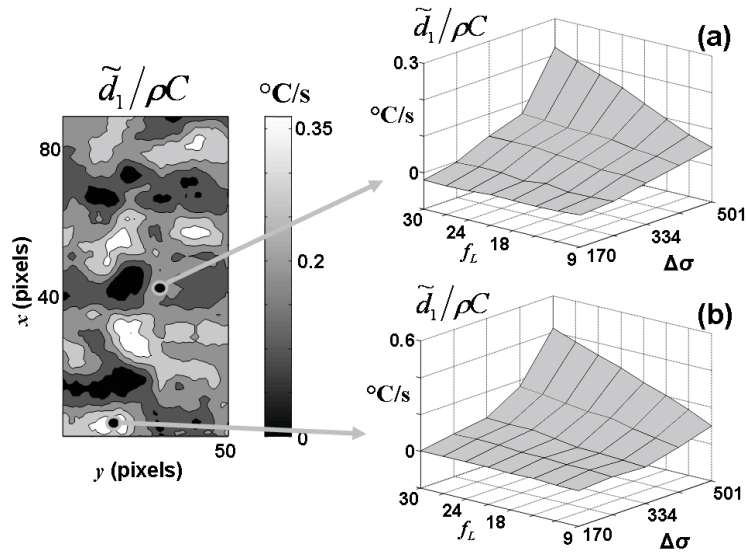 d̃₁/ρC
°C/s
0.35
0.2
0
80
40
x (pixels)
y (pixels)
50
d̃₁/ρC
(a)
0.3
°C/s
0
30
24
18
9
f_L
170
334
501
Δσ
d̃₁/ρC
(b)
0.6
°C/s
0
30
24
18
9
f_L
170
334
501
Δσ